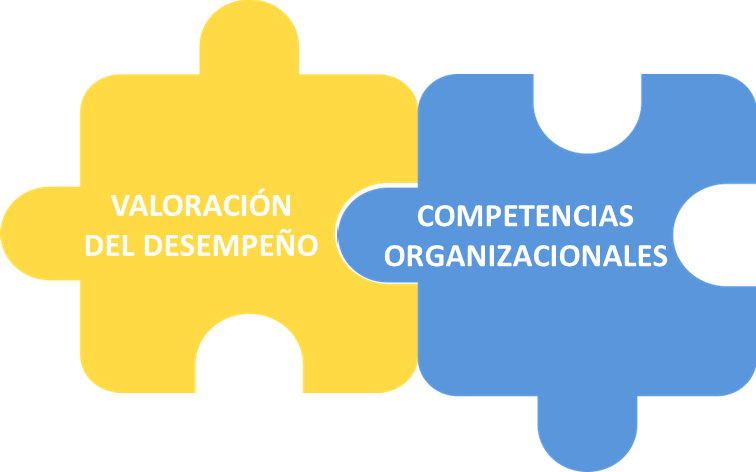 VALORACIÓN
DEL DESEMPEÑO
COMPETENCIAS
ORGANIZACIONALES